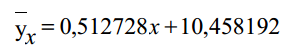 y̅ₓ = 0,512728x + 10,458192